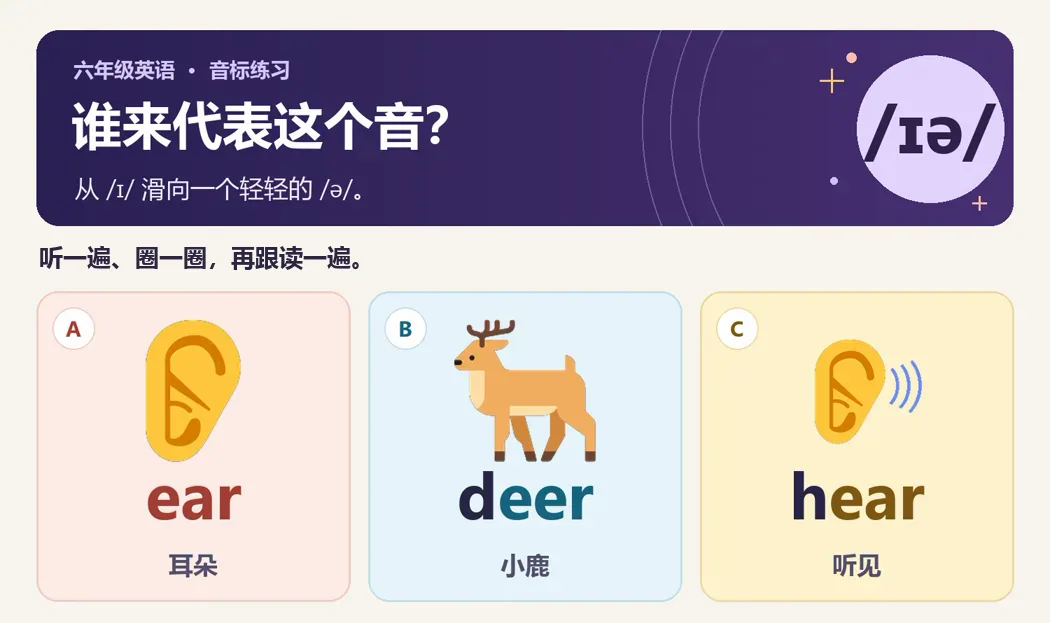 六年级英语 • 音标练习
谁来代表这个音?
从 /ɪ/ 滑向一个轻轻的 /ə/。
/ɪə/
听一遍、圈一圈，再跟读一遍。
A
ear
耳朵
B
deer
小鹿
C
hear
听见